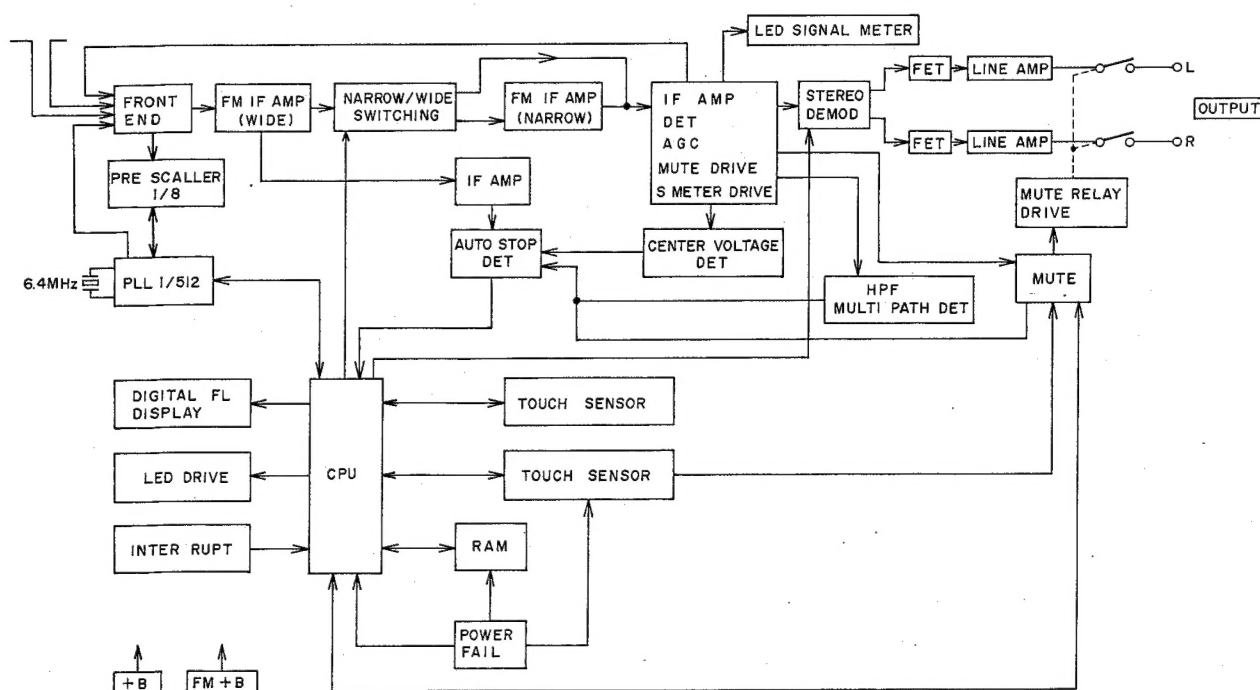 LED SIGNAL METER
FRONT
END
FM IF AMP
(WIDE)
NARROW/WIDE
SWITCHING
FM IF AMP
(NARROW)
IF AMP
DET
AGC
MUTE DRIVE
S METER DRIVE
STEREO
DEMOD
FET
LINE AMP
L
OUTPUT
FET
LINE AMP
R
PRE SCALLER
1/8
IF AMP
MUTE RELAY
DRIVE
AUTO STOP
DET
CENTER VOLTAGE
DET
6.4MHz
PLL 1/512
HPF
MULTI PATH DET
MUTE
DIGITAL FL
DISPLAY
CPU
TOUCH SENSOR
LED DRIVE
TOUCH SENSOR
INTER RUPT
RAM
POWER
FAIL
+B
FM +B